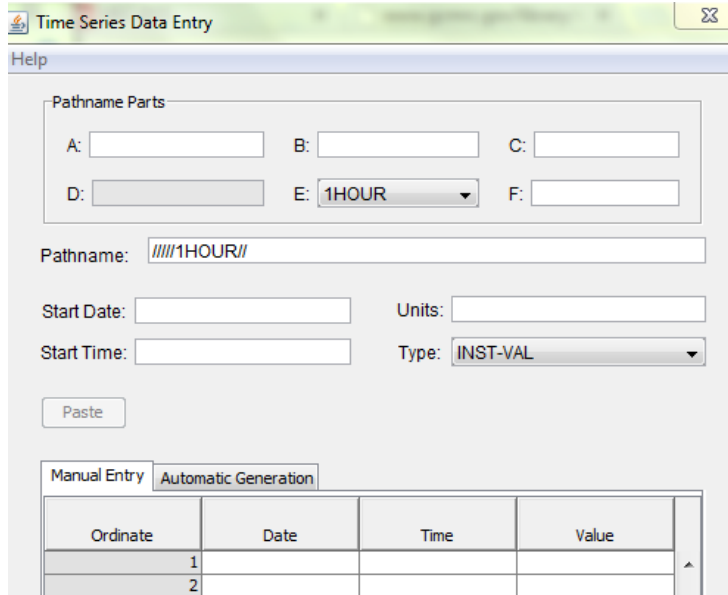 Time Series Data Entry
Help
Pathname Parts
A: B: C:
D: E: 1HOUR F:
Pathname: /////1HOUR//
Start Date: Units:
Start Time: Type: INST-VAL
Paste
Manual Entry Automatic Generation
Ordinate Date Time Value
1
2